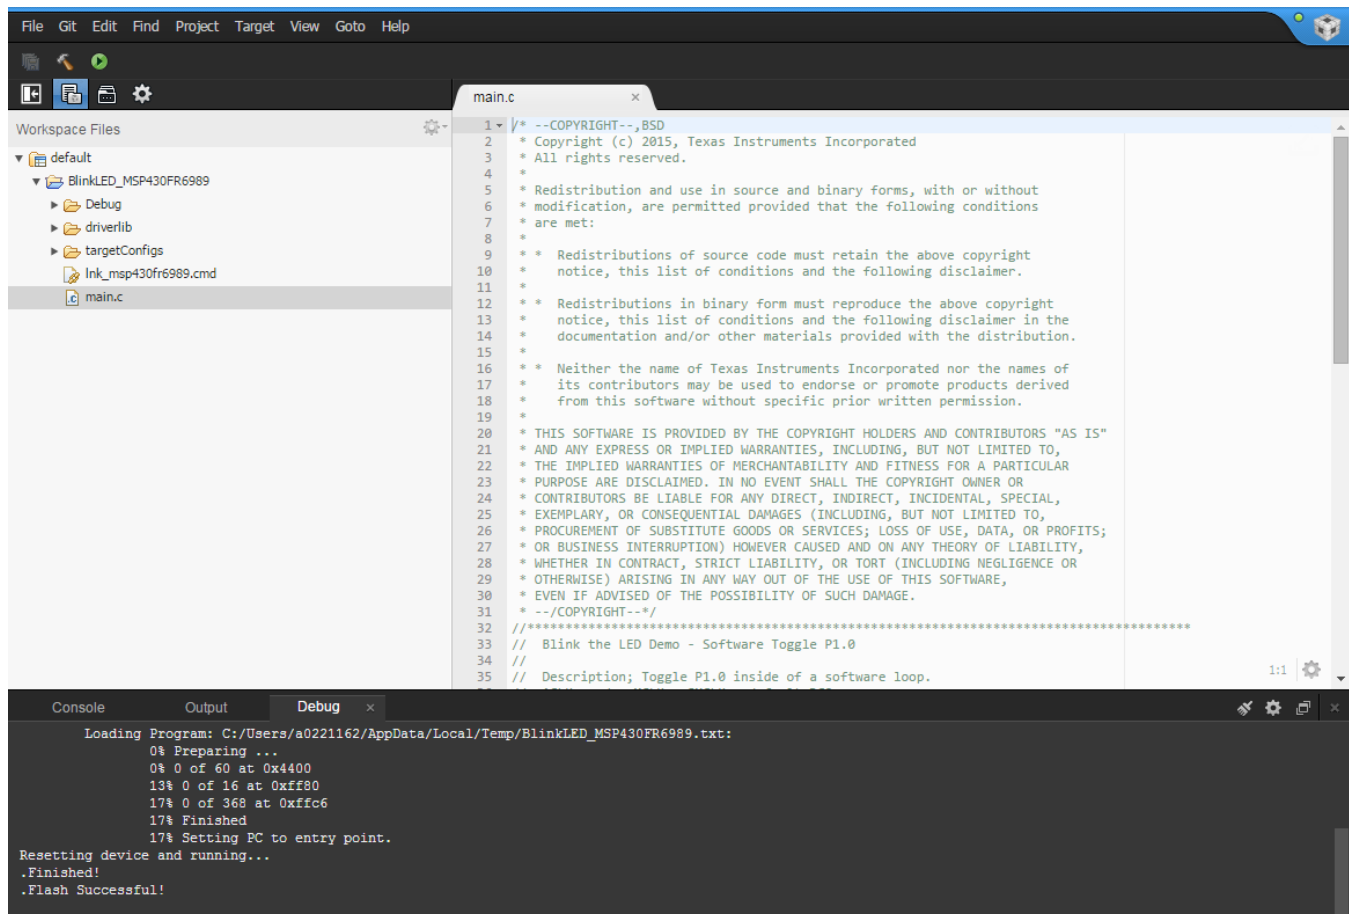 File Git Edit Find Project Target View Goto Help
main.c ×
Workspace Files
default
BlinkLED_MSP430FR6989
Debug
driverlib
targetConfigs
lnk_msp430fr6989.cmd
main.c
1 /* --COPYRIGHT--,BSD
2 * Copyright (c) 2015, Texas Instruments Incorporated
3 * All rights reserved.
4 *
5 * Redistribution and use in source and binary forms, with or without
6 * modification, are permitted provided that the following conditions
7 * are met:
8 *
9 * * Redistributions of source code must retain the above copyright
10 * notice, this list of conditions and the following disclaimer.
11 *
12 * * Redistributions in binary form must reproduce the above copyright
13 * notice, this list of conditions and the following disclaimer in the
14 * documentation and/or other materials provided with the distribution.
15 *
16 * * Neither the name of Texas Instruments Incorporated nor the names of
17 * its contributors may be used to endorse or promote products derived
18 * from this software without specific prior written permission.
19 *
20 * THIS SOFTWARE IS PROVIDED BY THE COPYRIGHT HOLDERS AND CONTRIBUTORS "AS IS"
21 * AND ANY EXPRESS OR IMPLIED WARRANTIES, INCLUDING, BUT NOT LIMITED TO,
22 * THE IMPLIED WARRANTIES OF MERCHANTABILITY AND FITNESS FOR A PARTICULAR
23 * PURPOSE ARE DISCLAIMED. IN NO EVENT SHALL THE COPYRIGHT OWNER OR
24 * CONTRIBUTORS BE LIABLE FOR ANY DIRECT, INDIRECT, INCIDENTAL, SPECIAL,
25 * EXEMPLARY, OR CONSEQUENTIAL DAMAGES (INCLUDING, BUT NOT LIMITED TO,
26 * PROCUREMENT OF SUBSTITUTE GOODS OR SERVICES; LOSS OF USE, DATA, OR PROFITS;
27 * OR BUSINESS INTERRUPTION) HOWEVER CAUSED AND ON ANY THEORY OF LIABILITY,
28 * WHETHER IN CONTRACT, STRICT LIABILITY, OR TORT (INCLUDING NEGLIGENCE OR
29 * OTHERWISE) ARISING IN ANY WAY OUT OF THE USE OF THIS SOFTWARE,
30 * EVEN IF ADVISED OF THE POSSIBILITY OF SUCH DAMAGE.
31 * --/COPYRIGHT--*/
32 //******************************************************************************
33 // Blink the LED Demo - Software Toggle P1.0
34 //
35 // Description; Toggle P1.0 inside of a software loop.
1:1
Console Output Debug ×
Loading Program: C:/Users/a0221162/AppData/Local/Temp/BlinkLED_MSP430FR6989.txt:
0% Preparing ...
0% 0 of 60 at 0x4400
13% 0 of 16 at 0xff80
17% 0 of 368 at 0xffc6
17% Finished
17% Setting PC to entry point.
Resetting device and running...
.Finished!
.Flash Successful!